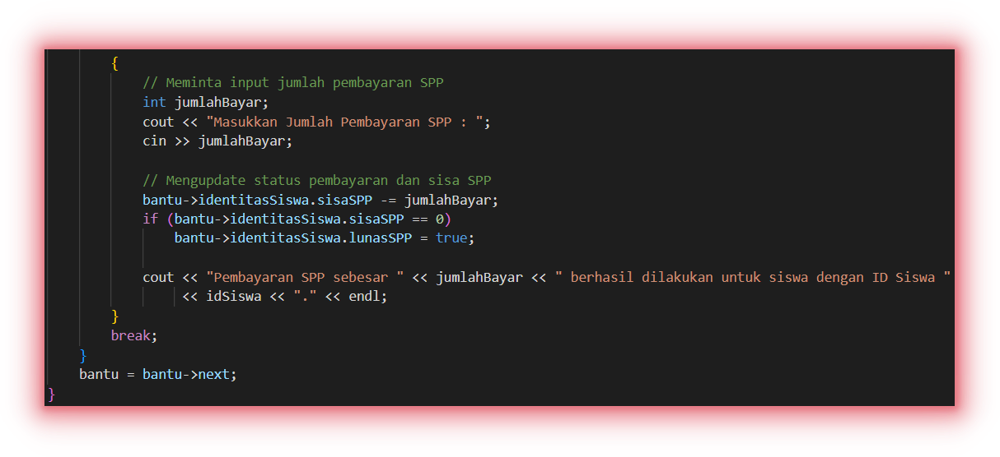 {
// Meminta input jumlah pembayaran SPP
int jumlahBayar;
cout << "Masukkan Jumlah Pembayaran SPP : ";
cin >> jumlahBayar;
// Mengupdate status pembayaran dan sisa SPP
bantu->identitasSiswa.sisaSPP -= jumlahBayar;
if (bantu->identitasSiswa.sisaSPP == 0)
bantu->identitasSiswa.lunasSPP = true;
cout << "Pembayaran SPP sebesar " << jumlahBayar << " berhasil dilakukan untuk siswa dengan ID Siswa "
<< idSiswa << "." << endl;
}
break;
}
bantu = bantu->next;
}